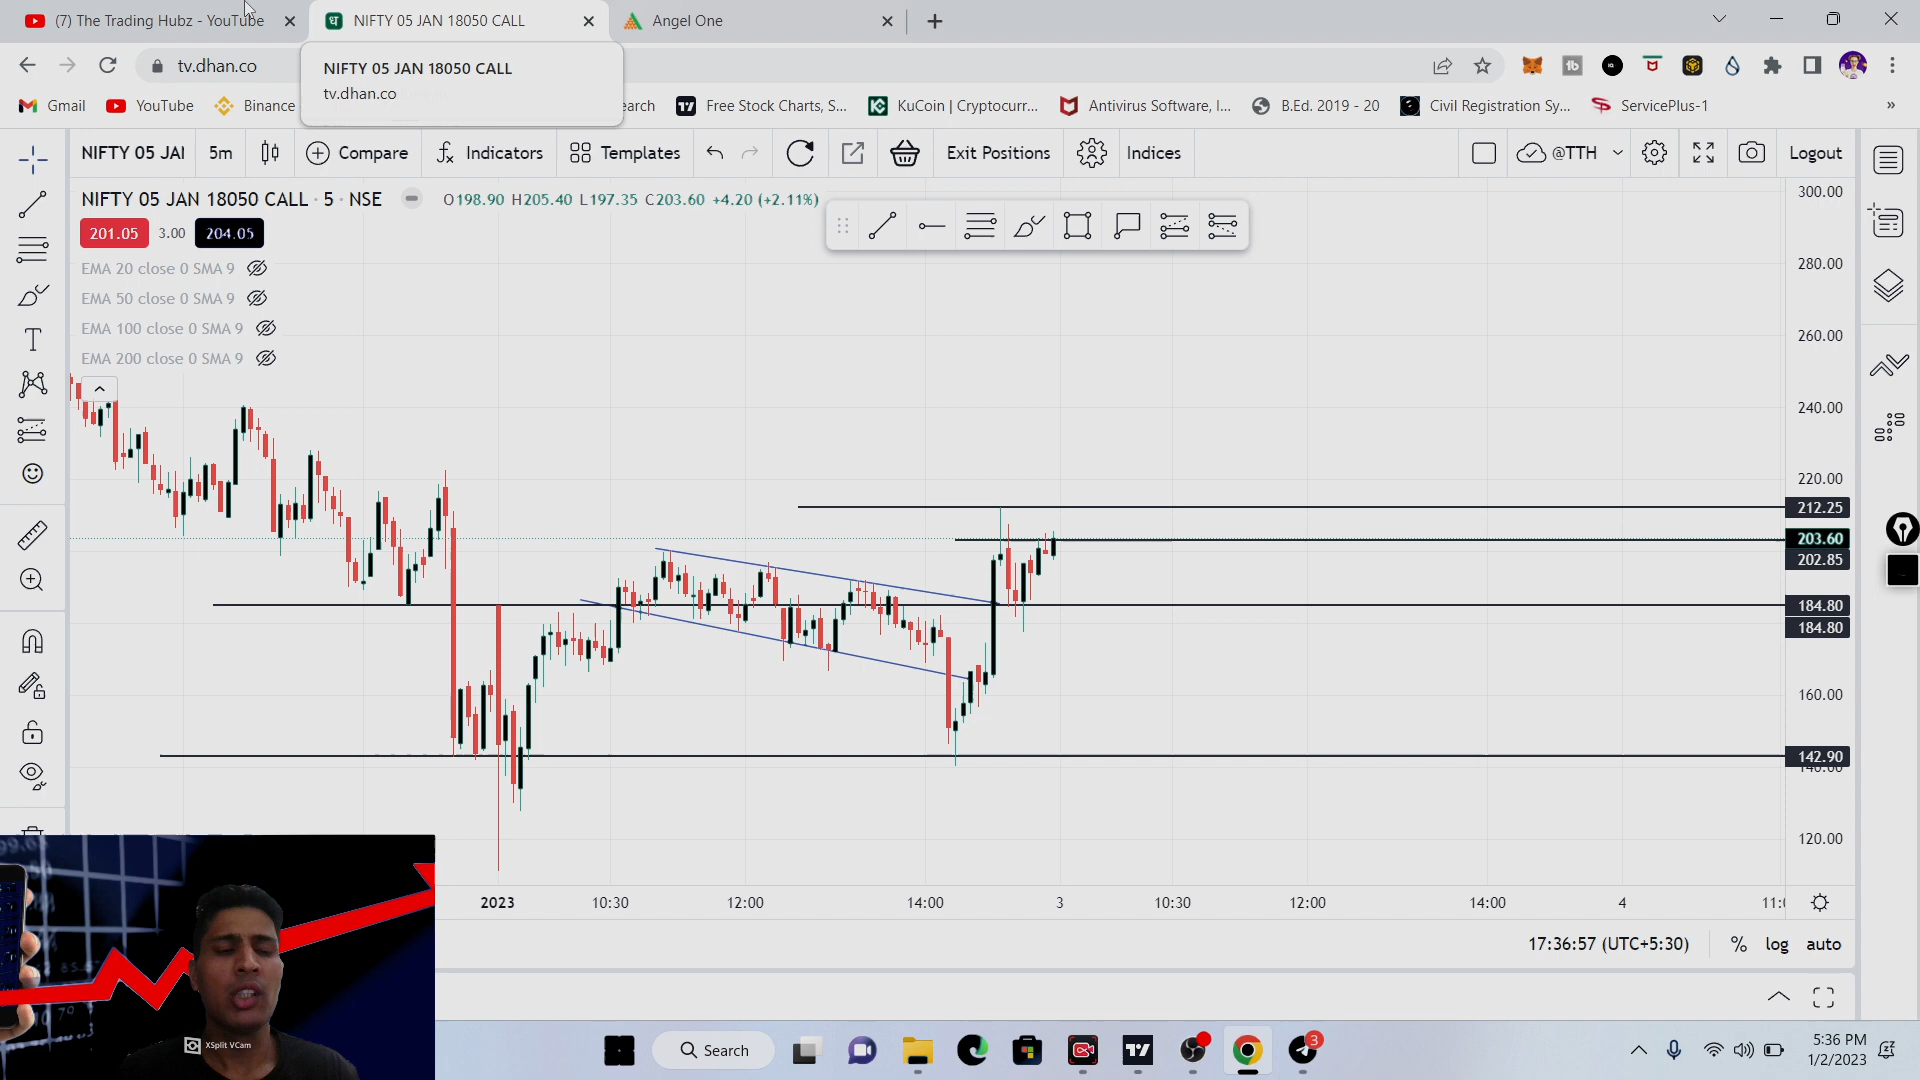 (7) The Trading Hubz - YouTube
NIFTY 05 JAN 18050 CALL
Angel One
tv.dhan.co
NIFTY 05 JAN 18050 CALL
tv.dhan.co
Gmail
YouTube
Binance
earch
Free Stock Charts, S...
KuCoin | Cryptocurr...
Antivirus Software, I...
B.Ed. 2019 - 20
Civil Registration Sy...
ServicePlus-1
»
NIFTY 05 JAN
5m
Compare
Indicators
Templates
Exit Positions
Indices
@TTH
Logout
NIFTY 05 JAN 18050 CALL · 5 · NSE
O198.90 H205.40 L197.35 C203.60 +4.20 (+2.11%)
201.05
3.00
204.05
EMA 20 close 0 SMA 9
EMA 50 close 0 SMA 9
EMA 100 close 0 SMA 9
EMA 200 close 0 SMA 9
300.00
280.00
260.00
240.00
220.00
212.25
203.60
202.85
184.80
184.80
160.00
142.90
140.00
120.00
2023
10:30
12:00
14:00
3
10:30
12:00
14:00
4
17:36:57 (UTC+5:30)
%
log
auto
XSplit VCam
Search
3
5:36 PM
1/2/2023